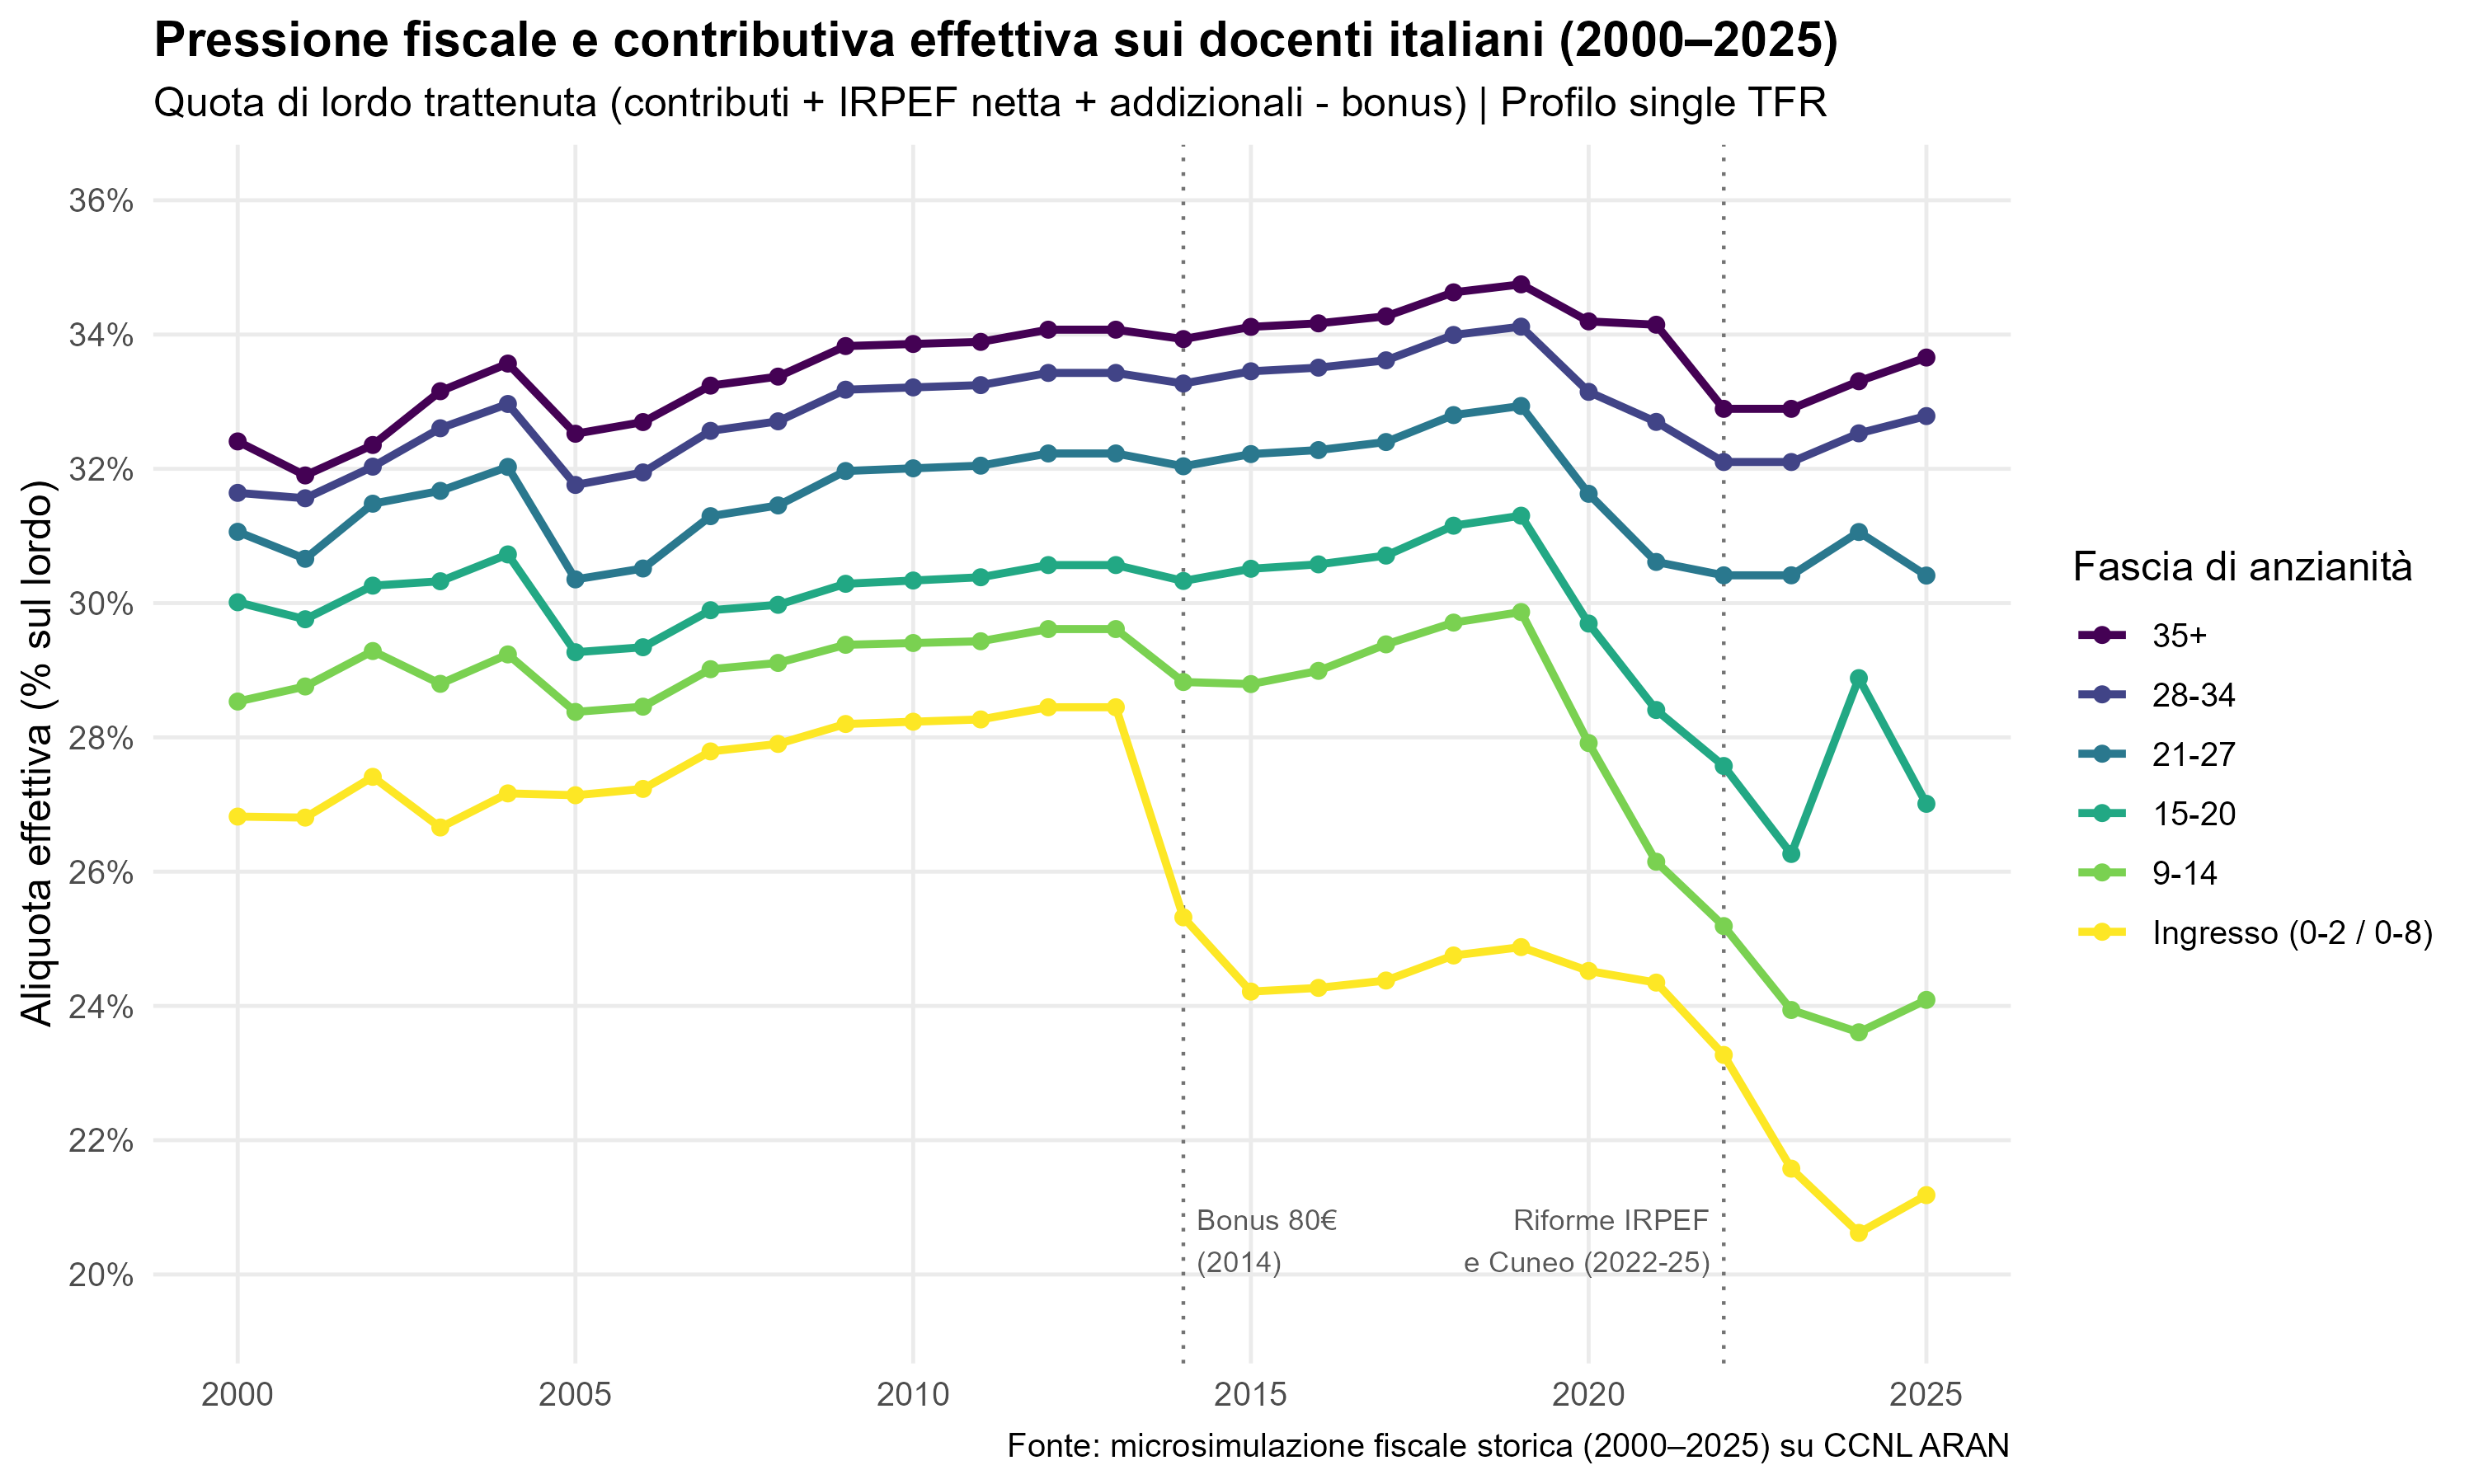 Pressione fiscale e contributiva effettiva sui docenti italiani (2000–2025)
Quota di lordo trattenuta (contributi + IRPEF netta + addizionali - bonus) | Profilo single TFR
Aliquota effettiva (% sul lordo)
36%
34%
32%
30%
28%
26%
24%
22%
20%
Bonus 80€
(2014)
Riforme IRPEF
e Cuneo (2022-25)
2000
2005
2010
2015
2020
2025
Fascia di anzianità
35+
28-34
21-27
15-20
9-14
Ingresso (0-2 / 0-8)
Fonte: microsimulazione fiscale storica (2000–2025) su CCNL ARAN